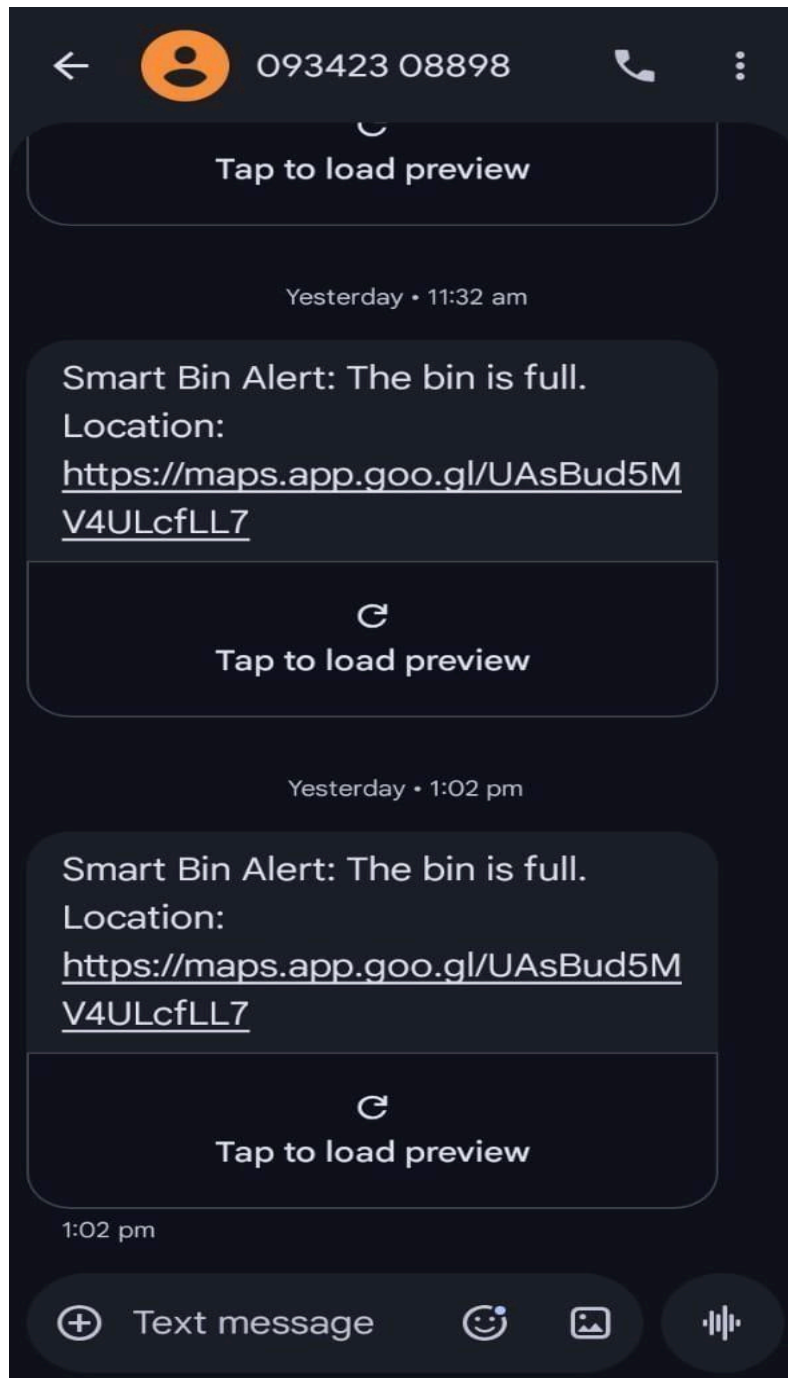 093423 08898
Tap to load preview
Yesterday • 11:32 am
Smart Bin Alert: The bin is full.
Location:
https://maps.app.goo.gl/UAsBud5M
V4ULcfLL7
Tap to load preview
Yesterday • 1:02 pm
Smart Bin Alert: The bin is full.
Location:
https://maps.app.goo.gl/UAsBud5M
V4ULcfLL7
Tap to load preview
1:02 pm
Text message